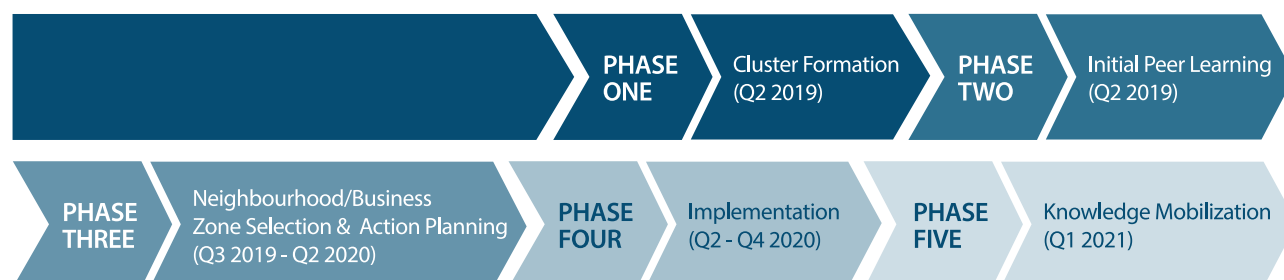 PHASE
ONE
Cluster Formation
(Q2 2019)
PHASE
TWO
Initial Peer Learning
(Q2 2019)
PHASE
THREE
Neighbourhood/Business
Zone Selection & Action Planning
(Q3 2019 - Q2 2020)
PHASE
FOUR
Implementation
(Q2 - Q4 2020)
PHASE
FIVE
Knowledge Mobilization
(Q1 2021)